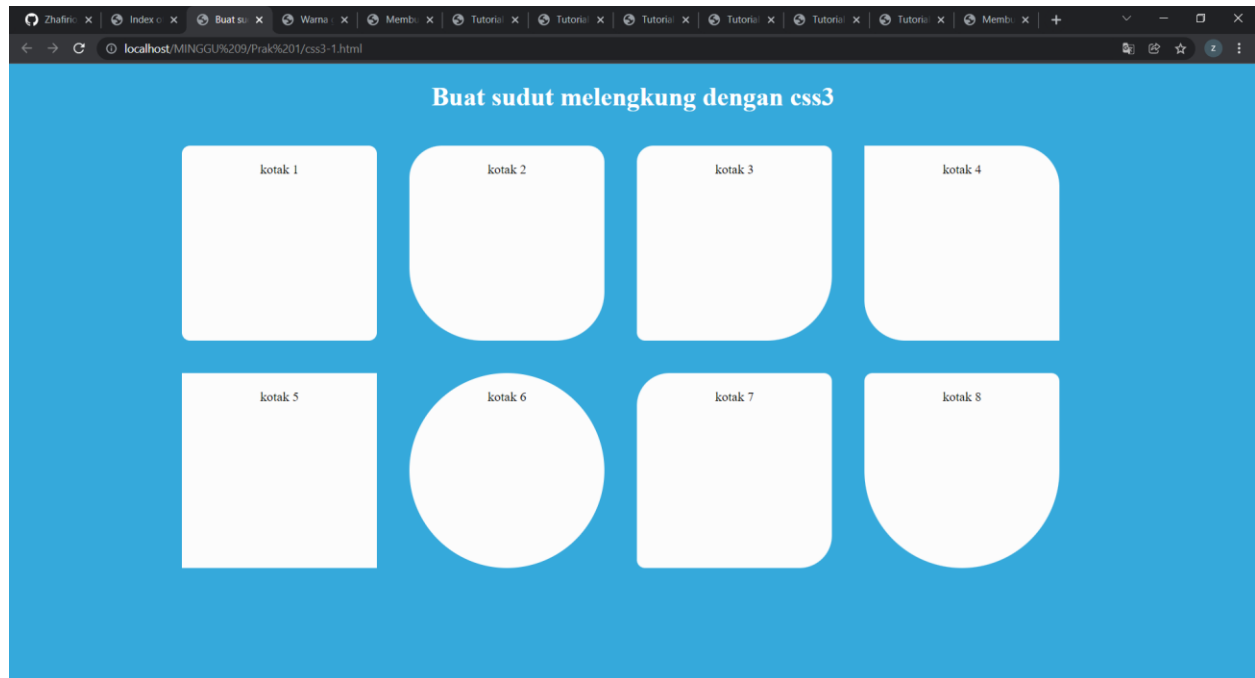 Zhafiric
Index o
Buat su
Warna
Membu
Tutorial
Tutorial
Tutorial
Tutorial
Tutorial
Tutorial
Membu
localhost/MINGGU%209/Prak%201/css3-1.html
Z
Buat sudut melengkung dengan css3
kotak 1
kotak 2
kotak 3
kotak 4
kotak 5
kotak 6
kotak 7
kotak 8